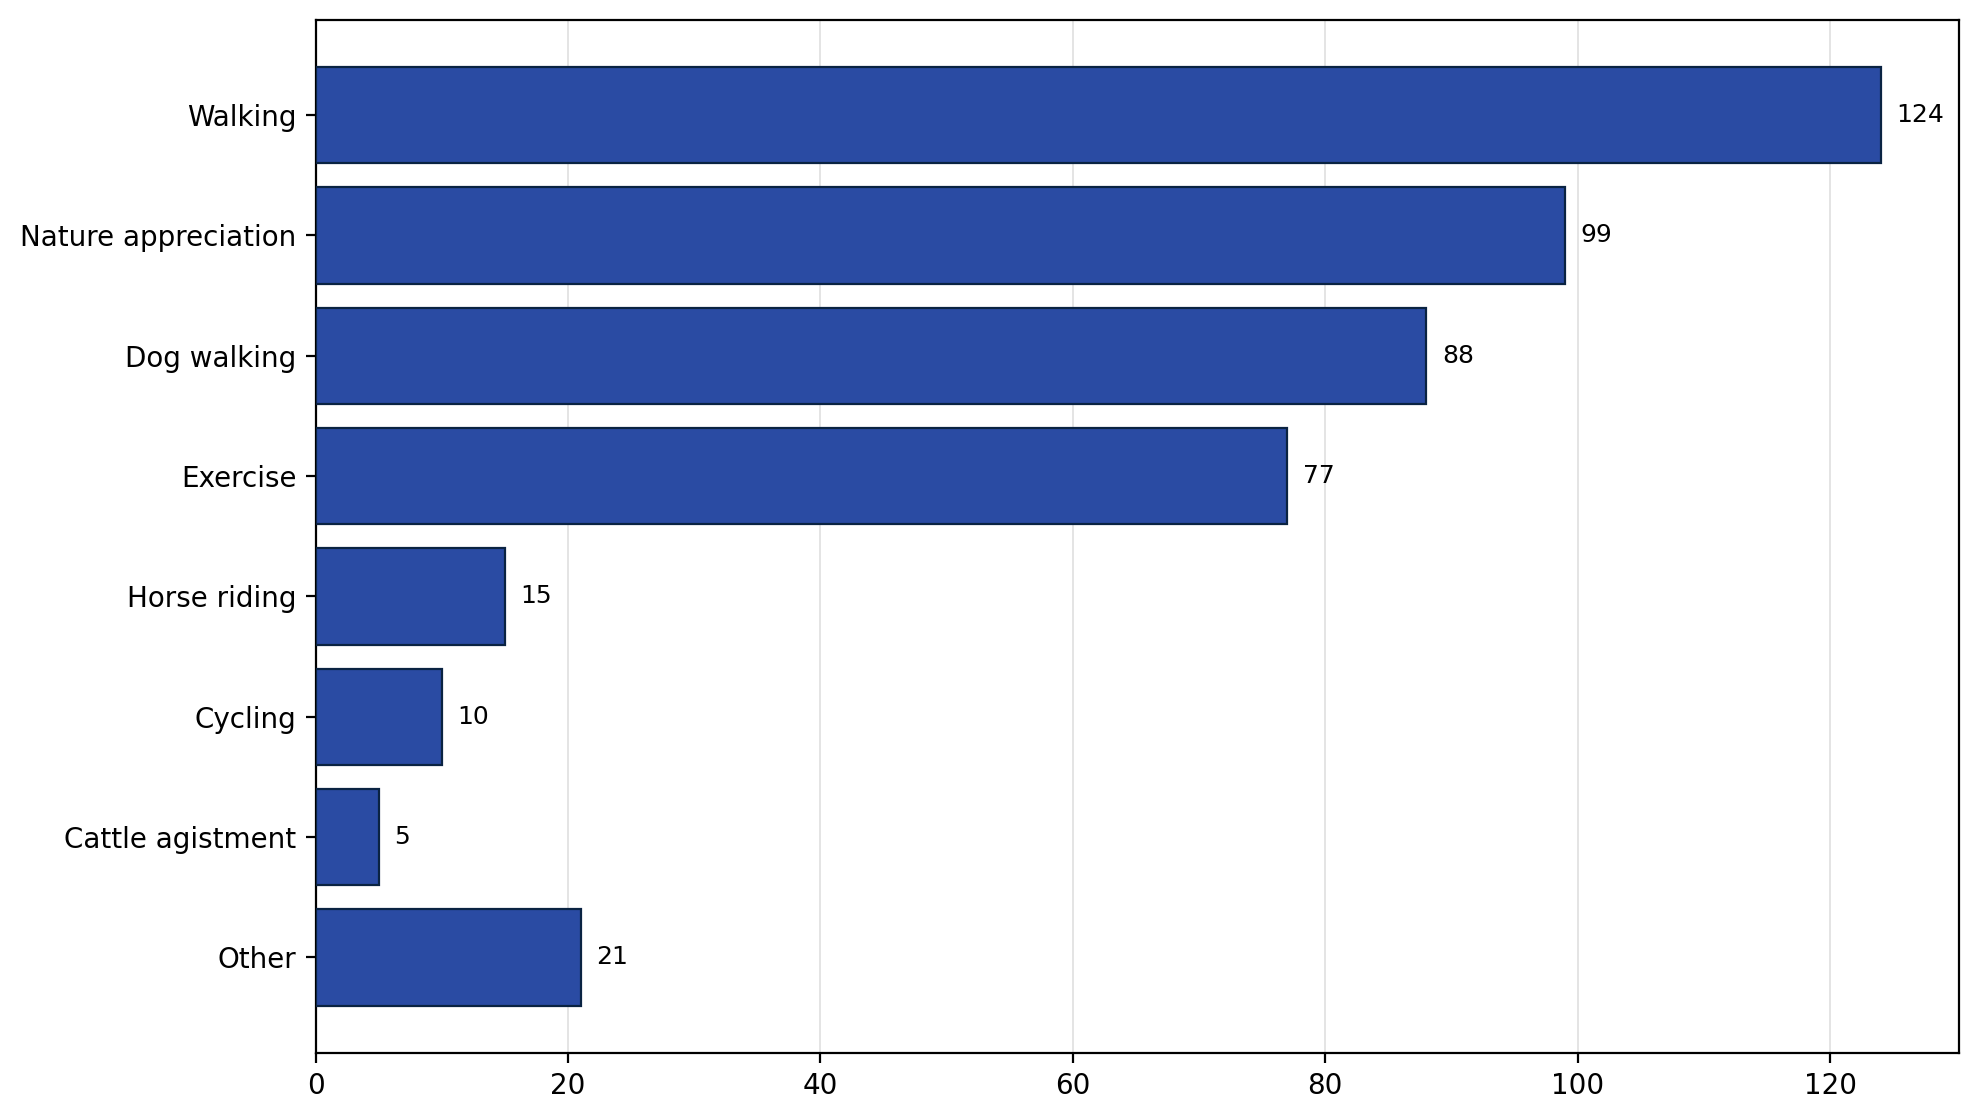 Walking 124
Nature appreciation 99
Dog walking 88
Exercise 77
Horse riding 15
Cycling 10
Cattle agistment 5
Other 21
0 20 40 60 80 100 120